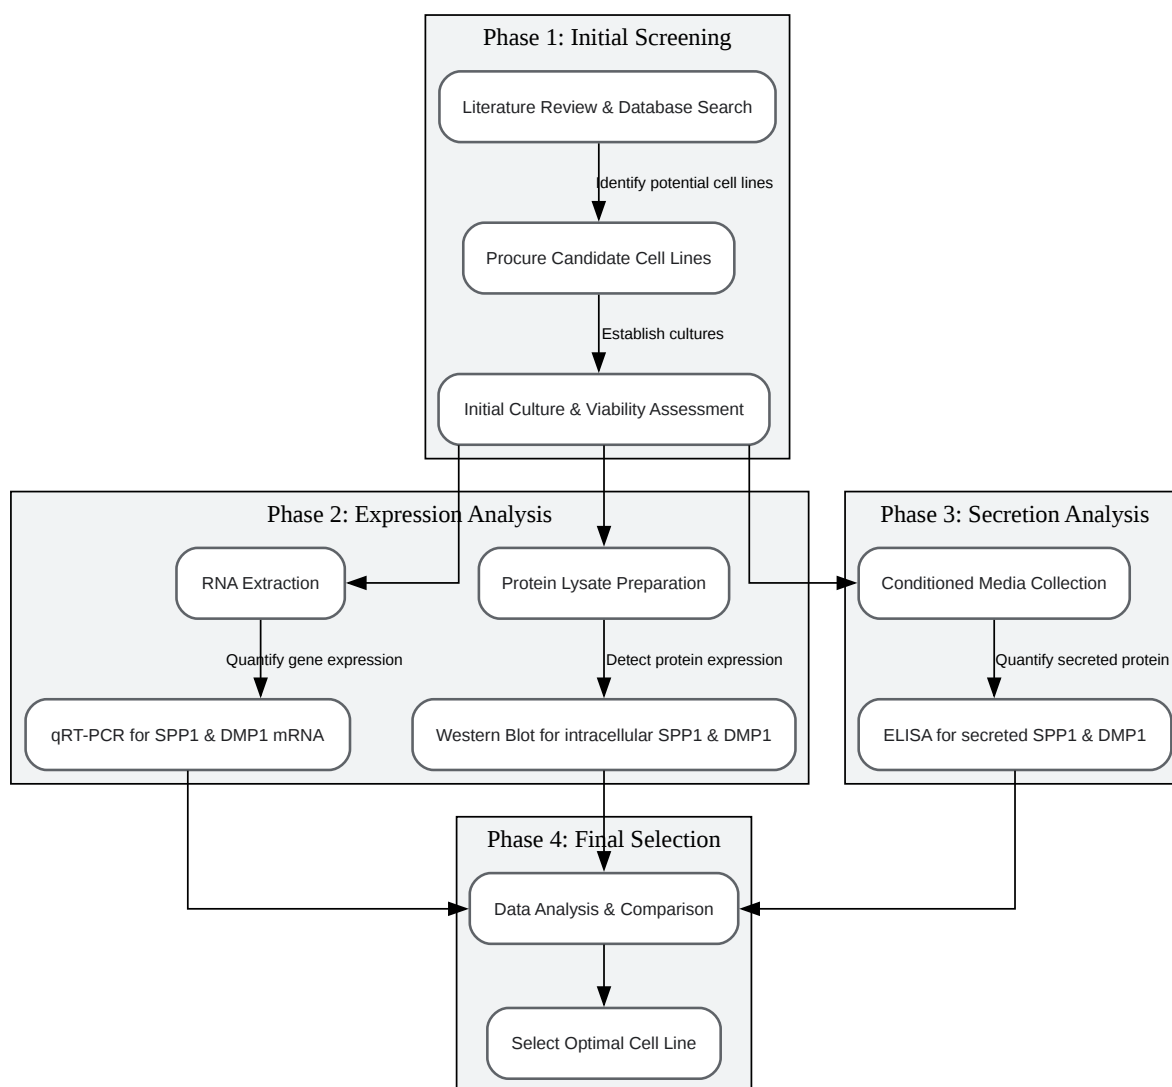 Phase 1: Initial Screening
Literature Review & Database Search
Identify potential cell lines
Procure Candidate Cell Lines
Establish cultures
Initial Culture & Viability Assessment
Phase 2: Expression Analysis
RNA Extraction
Protein Lysate Preparation
Quantify gene expression
Detect protein expression
qRT-PCR for SPP1 & DMP1 mRNA
Western Blot for intracellular SPP1 & DMP1
Phase 3: Secretion Analysis
Conditioned Media Collection
Quantify secreted protein
ELISA for secreted SPP1 & DMP1
Phase 4: Final Selection
Data Analysis & Comparison
Select Optimal Cell Line